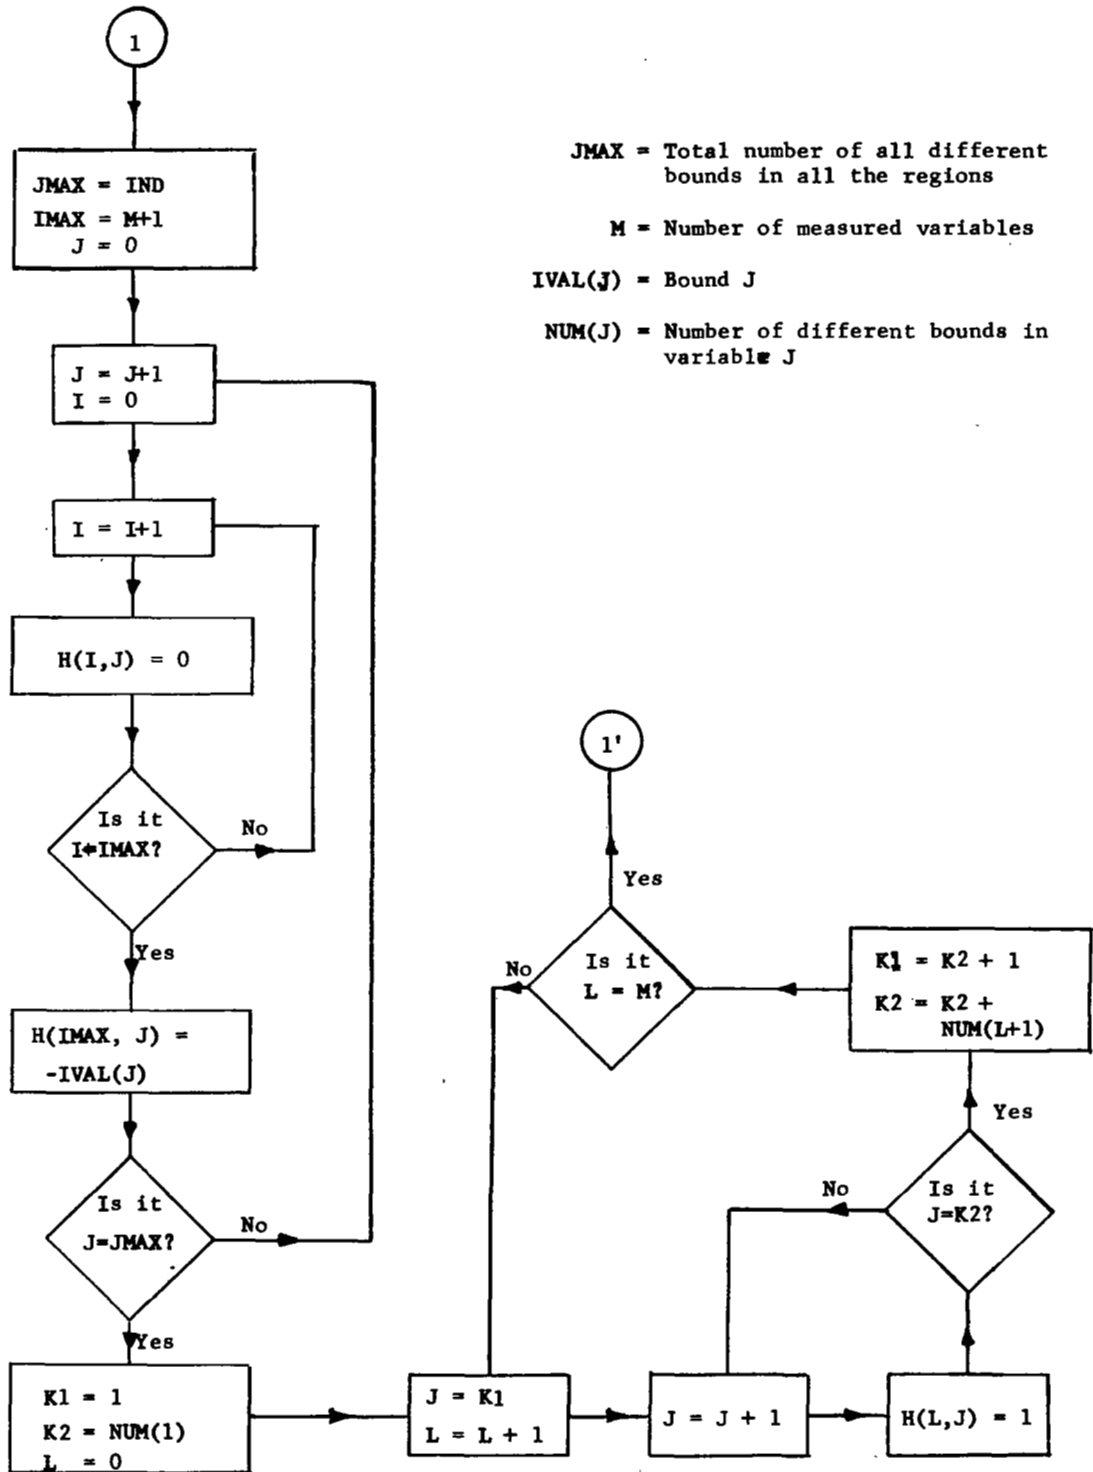 1
JMAX = IND
IMAX = M+1
J = 0
J = J+1
I = 0
I = I+1
H(I,J) = 0
Is it
I=IMAX?
No
Yes
H(IMAX, J) =
-IVAL(J)
Is it
J=JMAX?
No
Yes
K1 = 1
K2 = NUM(1)
L = 0
JMAX = Total number of all different
bounds in all the regions
M = Number of measured variables
IVAL(J) = Bound J
NUM(J) = Number of different bounds in
variable J
1'
Yes
Is it
L = M?
No
K1 = K2 + 1
K2 = K2 +
NUM(L+1)
Yes
Is it
J=K2?
No
J = K1
L = L + 1
J = J + 1
H(L,J) = 1